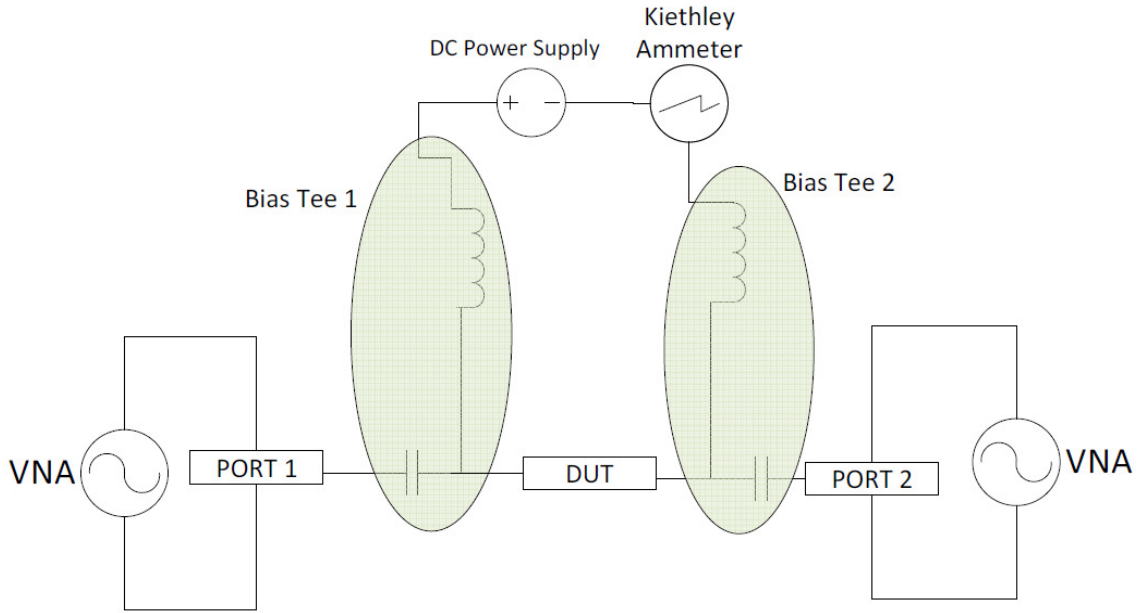 Kiethley
Ammeter
DC Power Supply
+ −
Bias Tee 1
Bias Tee 2
VNA
PORT 1
DUT
PORT 2
VNA